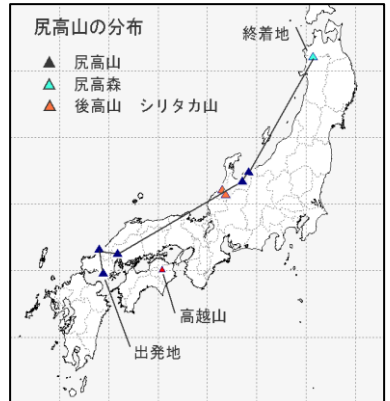 尻高山の分布
▲ 尻高山
▲ 尻高森
▲ 後高山 シリタカ山
終着地
高越山
出発地